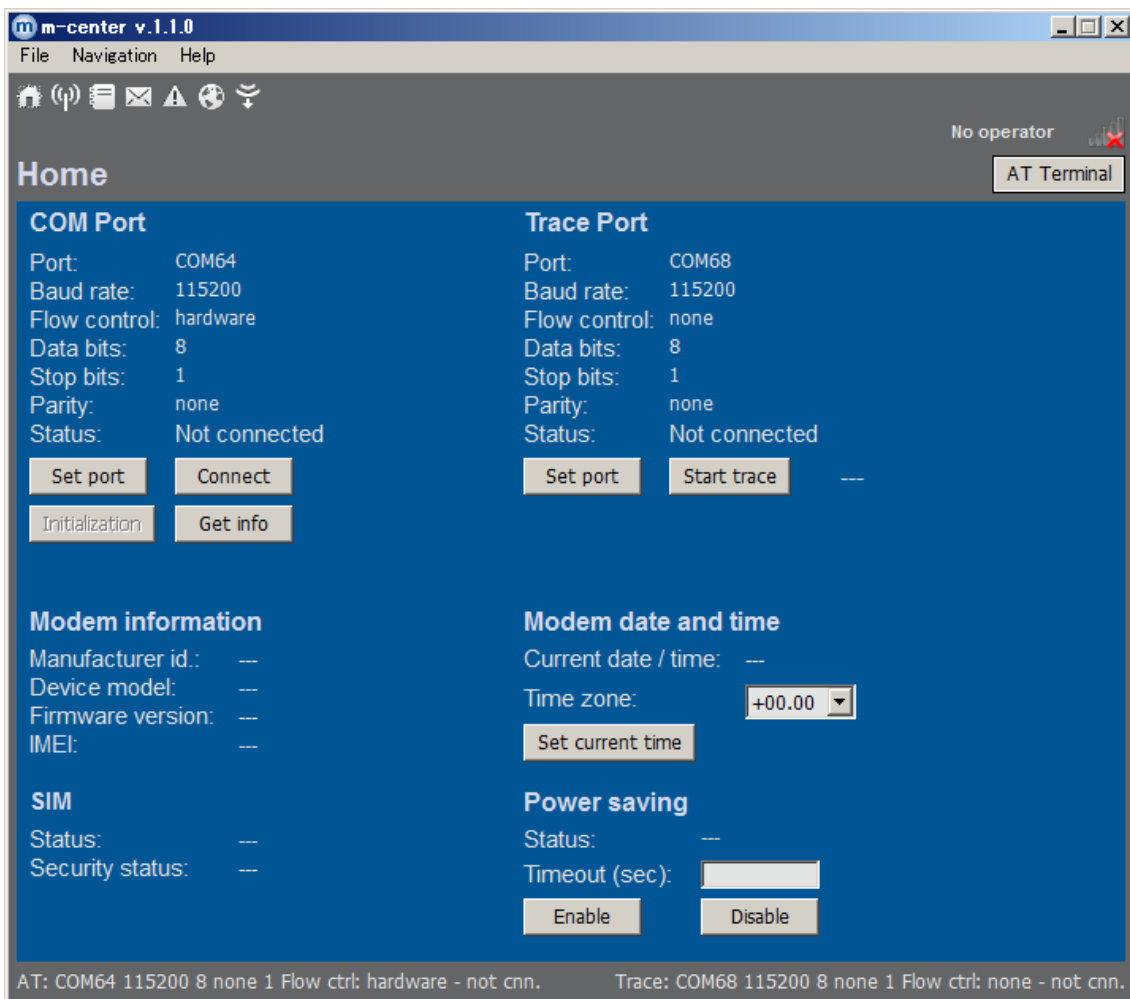 m-center v.1.1.0
File Navigation Help
No operator
Home
AT Terminal
COM Port
Port: COM64
Baud rate: 115200
Flow control: hardware
Data bits: 8
Stop bits: 1
Parity: none
Status: Not connected
Set port Connect
Initialization Get info
Trace Port
Port: COM68
Baud rate: 115200
Flow control: none
Data bits: 8
Stop bits: 1
Parity: none
Status: Not connected
Set port Start trace ---
Modem information
Manufacturer id.: ---
Device model: ---
Firmware version: ---
IMEI: ---
Modem date and time
Current date / time: ---
Time zone: +00.00
Set current time
SIM
Status: ---
Security status: ---
Power saving
Status: ---
Timeout (sec):
Enable Disable
AT: COM64 115200 8 none 1 Flow ctrl: hardware - not cnn.
Trace: COM68 115200 8 none 1 Flow ctrl: none - not cnn.